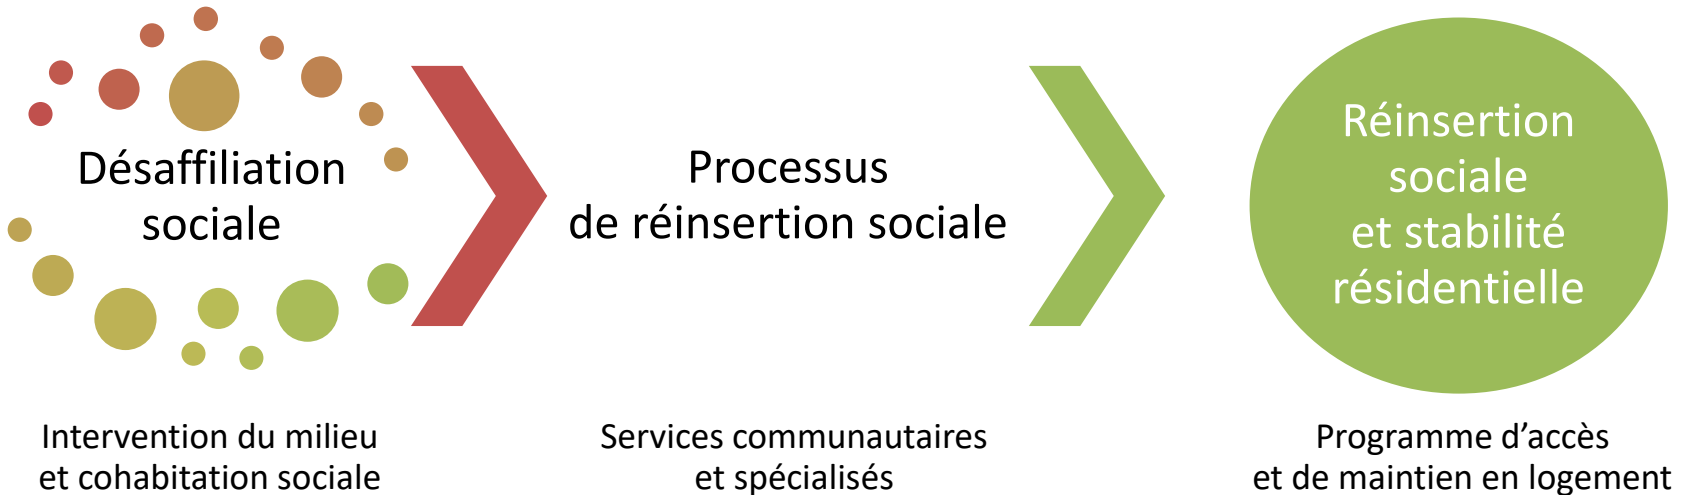 Désaffiliation
sociale
Processus
de réinsertion sociale
Réinsertion
sociale
et stabilité
résidentielle
Intervention du milieu
et cohabitation sociale
Services communautaires
et spécialisés
Programme d’accès
et de maintien en logement